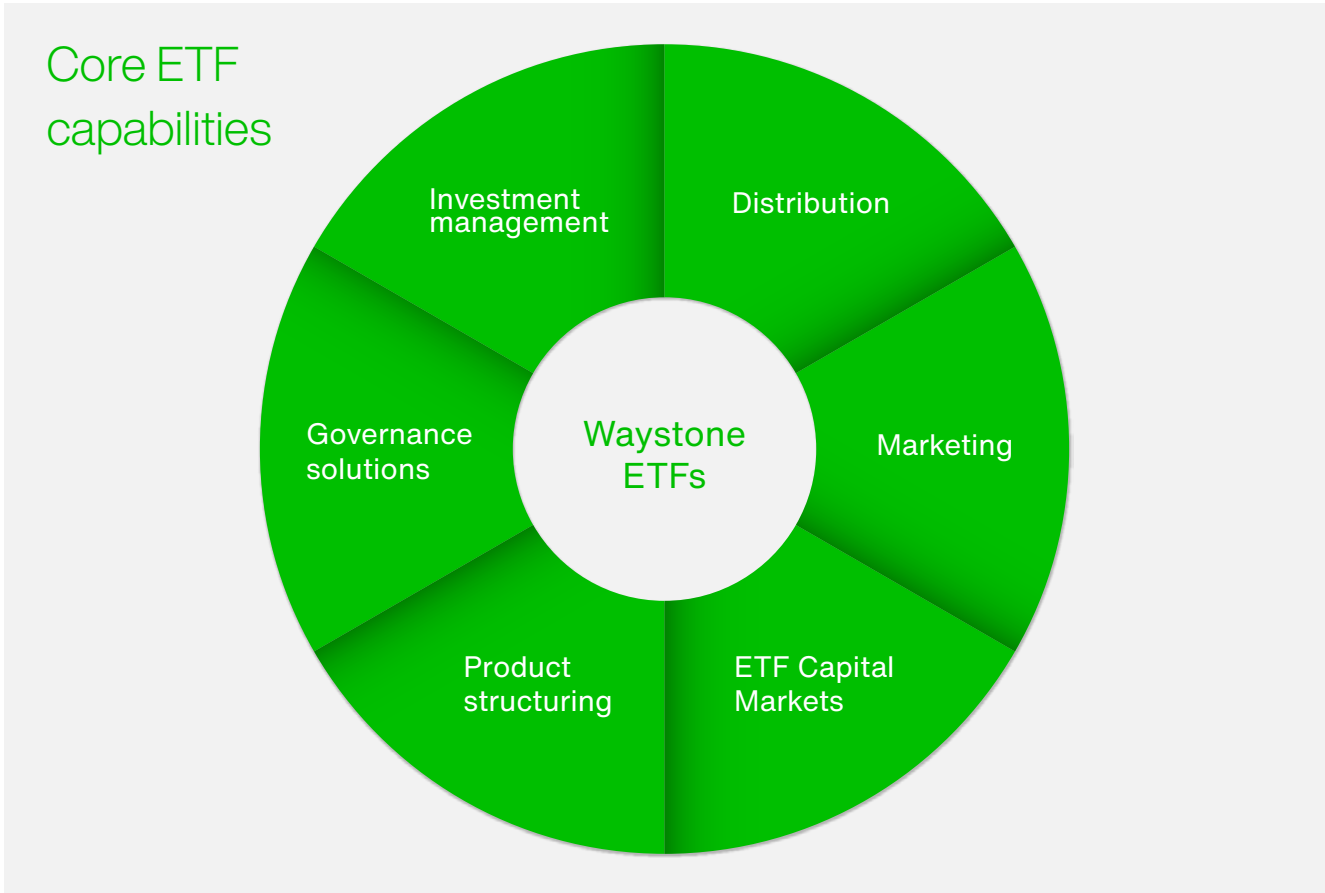 Core ETF
capabilities
Investment
management
Distribution
Governance
solutions
Waystone
ETFs
Marketing
Product
structuring
ETF Capital
Markets